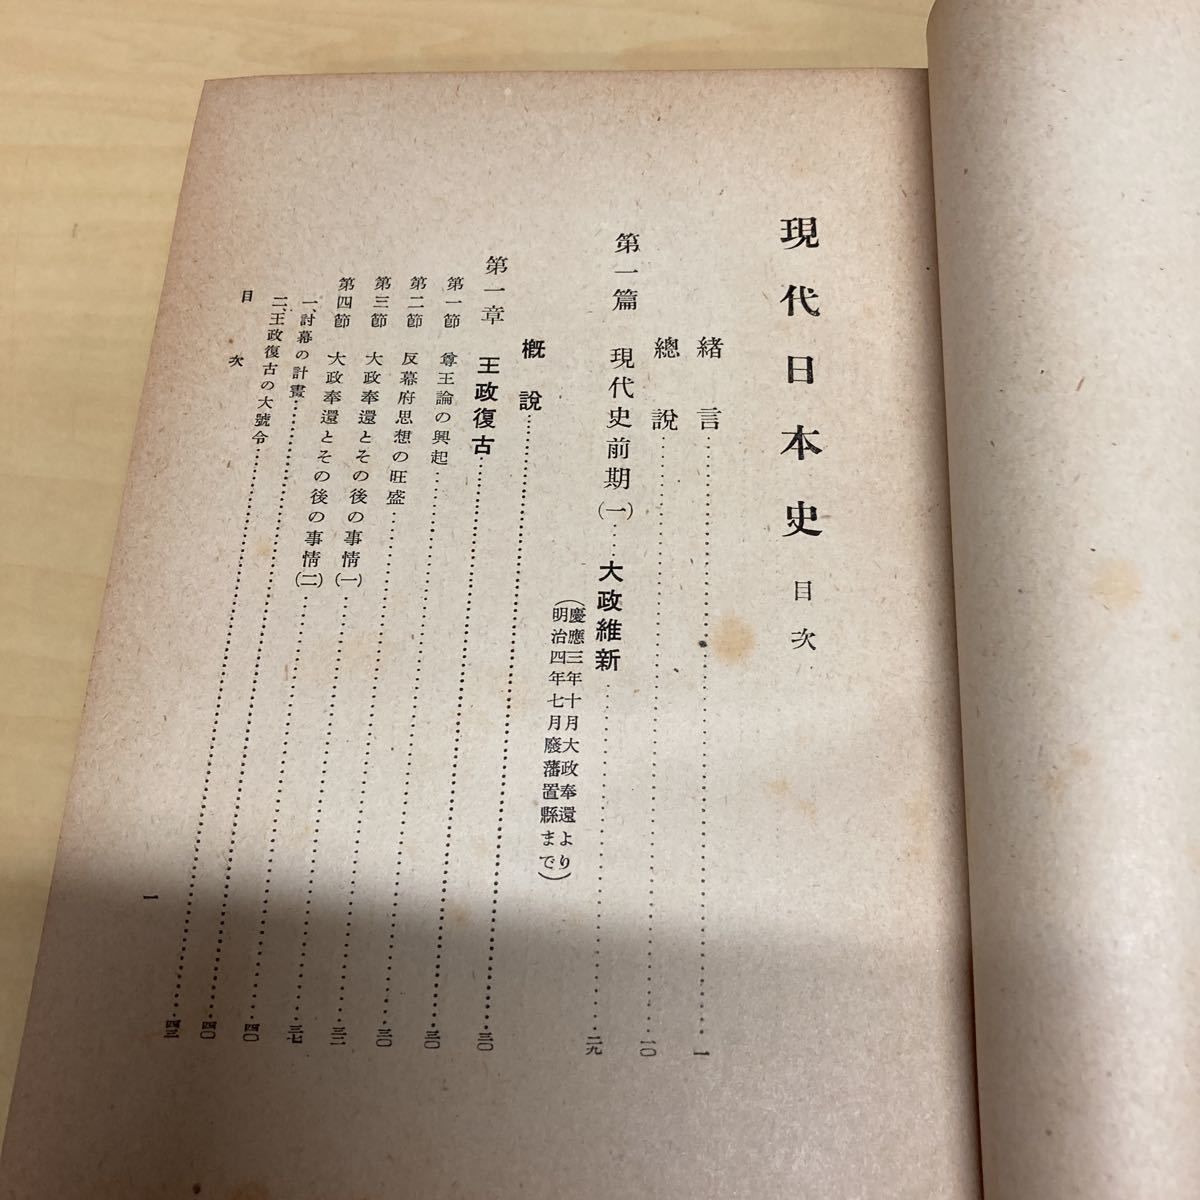 現代日本史 目次
緒言……………一
總說……………一〇
第一篇 現代史前期(一)…大政維新……………二九
(慶應三年十月大政奉還より
明治四年七月廢藩置縣まで)
概說……………三〇
第一章 王政復古……………三〇
第一節 尊王論の興起……………三〇
第二節 反幕府思想の旺盛……………三二
第三節 大政奉還とその後の事情(一)……………三七
第四節 大政奉還とその後の事情(二)……………四〇
一、討幕の計畫……………四〇
二、王政復古の大號令……………四三
目次
一